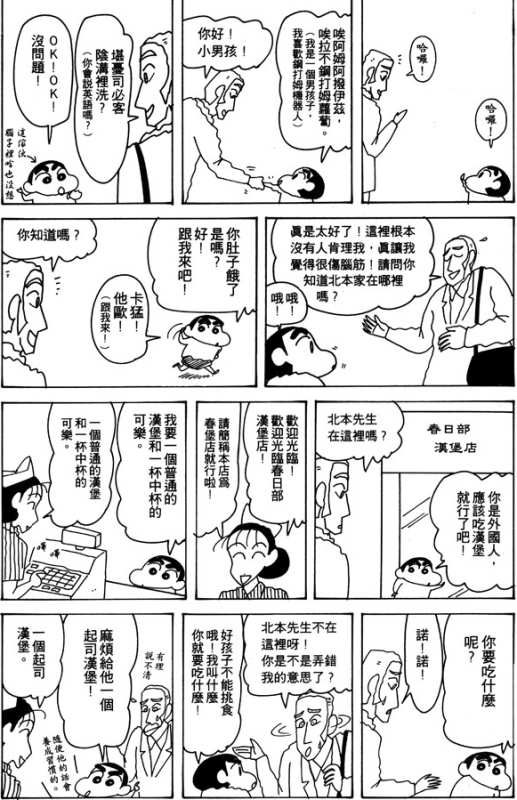 哈囉！
哈囉！
唉阿姆阿撥伊茲，
唉拉不鋼打姆蘿蔔。
（我是一個男孩子，
我喜歡鋼打姆機器人）
你好！
小男孩！
堪憂司必客
陰溝裡洗？
（你會說英語嗎？）
OK！OK！
沒問題！
這傢伙
腦子裡啥也沒想
真是太好了！這裡根本
沒有人肯理我，真讓我
覺得很傷腦筋！請問你
知道北本家在哪裡
嗎？
哦！
哦！
你肚子餓了
是嗎？
好！
跟我來吧！
卡猛！
他歐！
（跟我來！）
你知道嗎？
春日部
漢堡店
你是外國人，
應該吃漢堡
就行了吧！
北本先生
在這裡嗎？
歡迎光臨！
歡迎光臨春日部
漢堡店！
請簡稱本店為
春堡店就行啦！
我要一個普通的
漢堡和一杯中杯的
可樂。
一個普通的漢堡
和一杯中杯的
可樂。
嘀
嘀
你要吃什麼
呢？
諾！諾！
北本先生不在
這裡呀！
你是不是弄錯
我的意思了！
好孩子不能挑食
哦！我叫什麼
你就要吃什麼！
有理
說不清
麻煩給他一個
起司漢堡！
一個起司
漢堡。
隨便他的話會
養成習慣的。